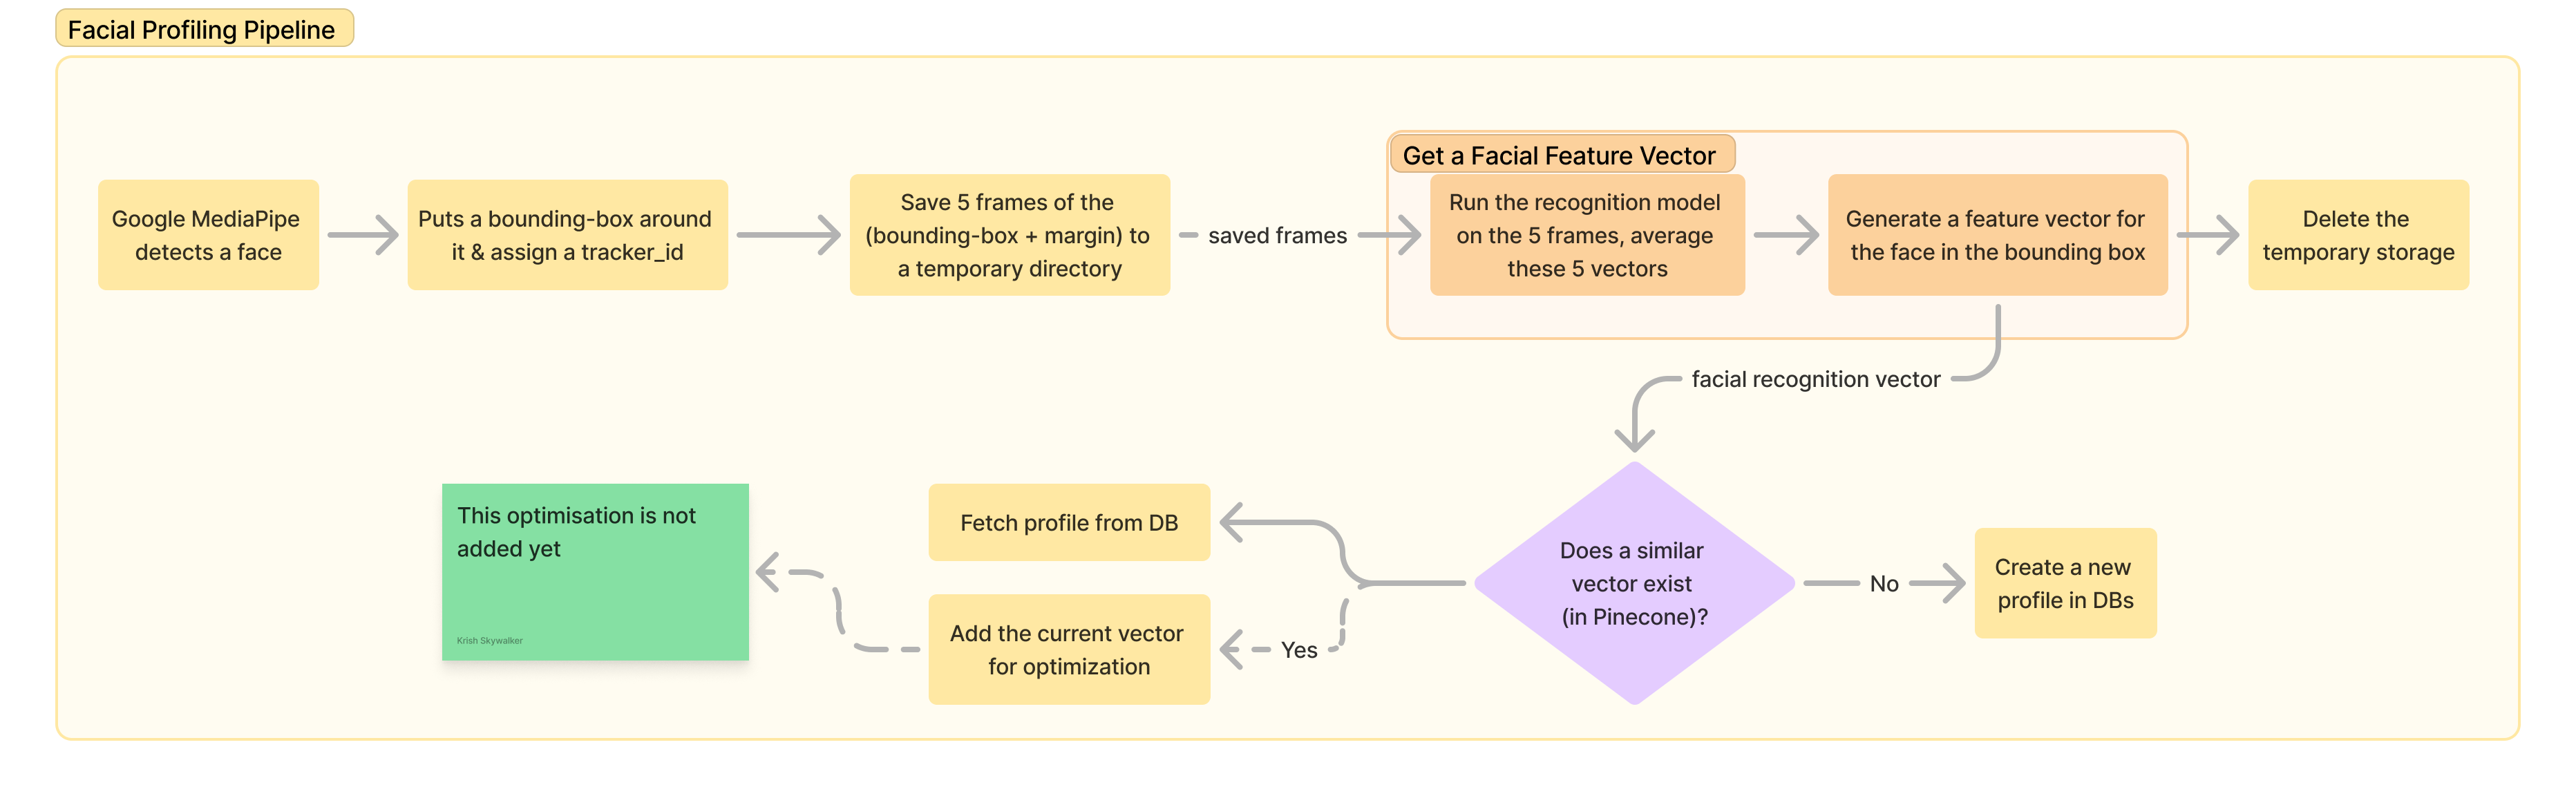 Facial Profiling Pipeline
Get a Facial Feature Vector
Google MediaPipe
detects a face
Puts a bounding-box around
it & assign a tracker_id
Save 5 frames of the
(bounding-box + margin) to
a temporary directory
saved frames
Run the recognition model
on the 5 frames, average
these 5 vectors
Generate a feature vector for
the face in the bounding box
Delete the
temporary storage
facial recognition vector
Does a similar
vector exist
(in Pinecone)?
No
Create a new
profile in DBs
Fetch profile from DB
Yes
Add the current vector
for optimization
This optimisation is not
added yet
Krish Skywalker